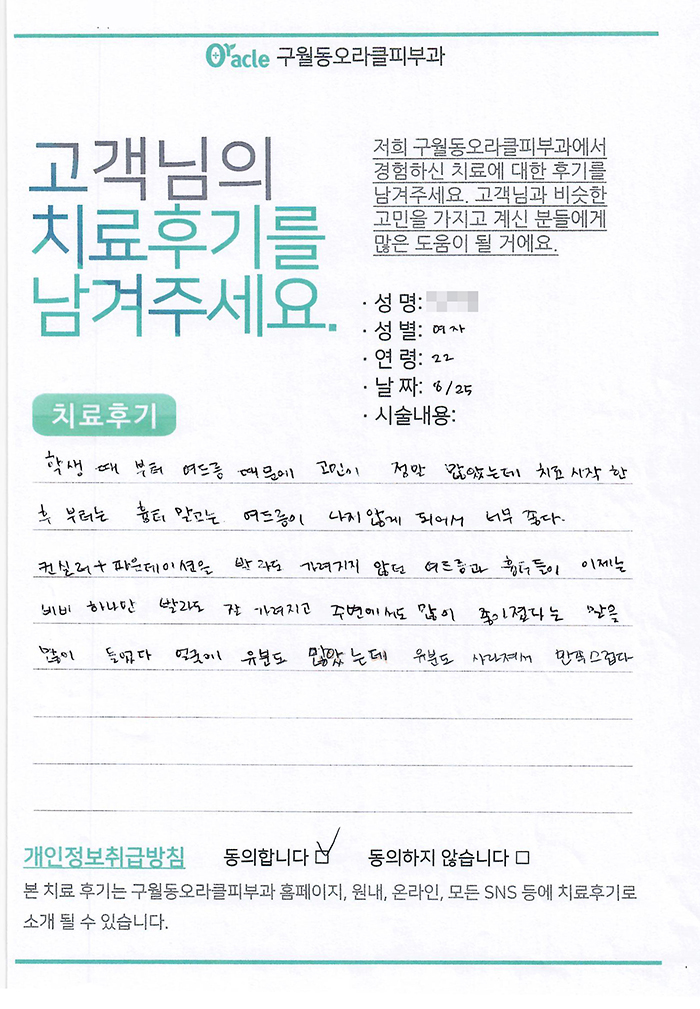 Oracle 구월동오라클피부과
고객님의
치료후기를
남겨주세요.
저희 구월동오라클피부과에서
경험하신 치료에 대한 후기를
남겨주세요. 고객님과 비슷한
고민을 가지고 계신 분들에게
많은 도움이 될 거에요.
· 성 명:
· 성 별: 여자
· 연 령: 22
· 날 짜: 8/25
· 시술내용:
치료후기
학생 때 부터 여드름 때문에 고민이 정말 많았는데 치료 시작 한
후 부터는 흉터 말고는 여드름이 나지않게 되어서 너무 좋다.
컨실러+파운데이션을 발라도 가려지지 않던 여드름과 흉터들이 이제는
비비 하나만 발라도 잘 가려지고 주변에서도 많이 좋아졌다는 말을
많이 들었다 얼굴에 유분도 많았는데 유분도 사라져서 만족스럽다
개인정보취급방침 동의합니다 ☑ 동의하지 않습니다 □
본 치료 후기는 구월동오라클피부과 홈페이지, 원내, 온라인, 모든 SNS 등에 치료후기로
소개 될 수 있습니다.